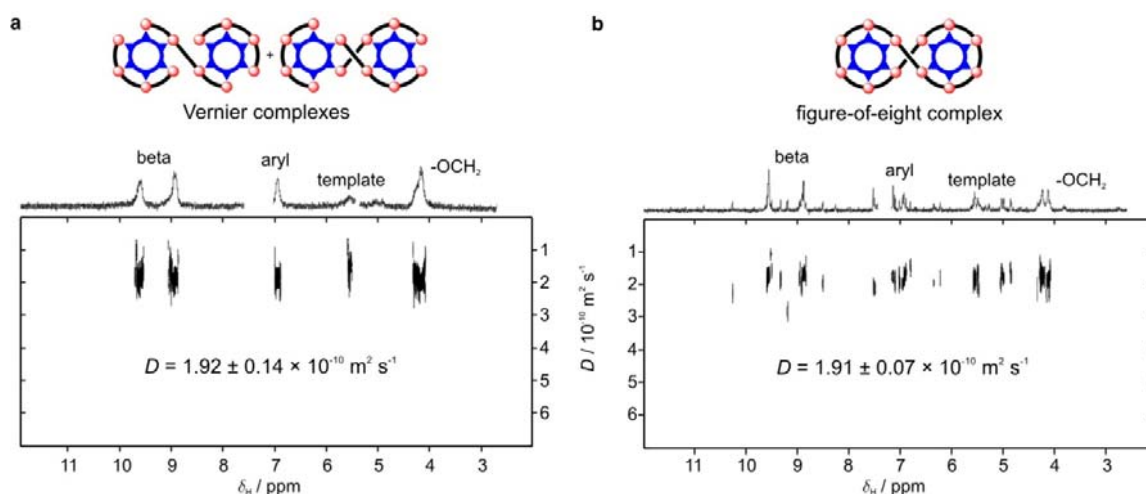 a
+
Vernier complexes
beta
aryl
template
-OCH₂
1
2
3
4
5
6
D = 1.92 ± 0.14 × 10⁻¹⁰ m² s⁻¹
11 10 9 8 7 6 5 4 3
δH / ppm
b
figure-of-eight complex
beta
aryl
template
-OCH₂
D / 10⁻¹⁰ m² s⁻¹
1
2
3
4
5
6
D = 1.91 ± 0.07 × 10⁻¹⁰ m² s⁻¹
11 10 9 8 7 6 5 4 3
δH / ppm